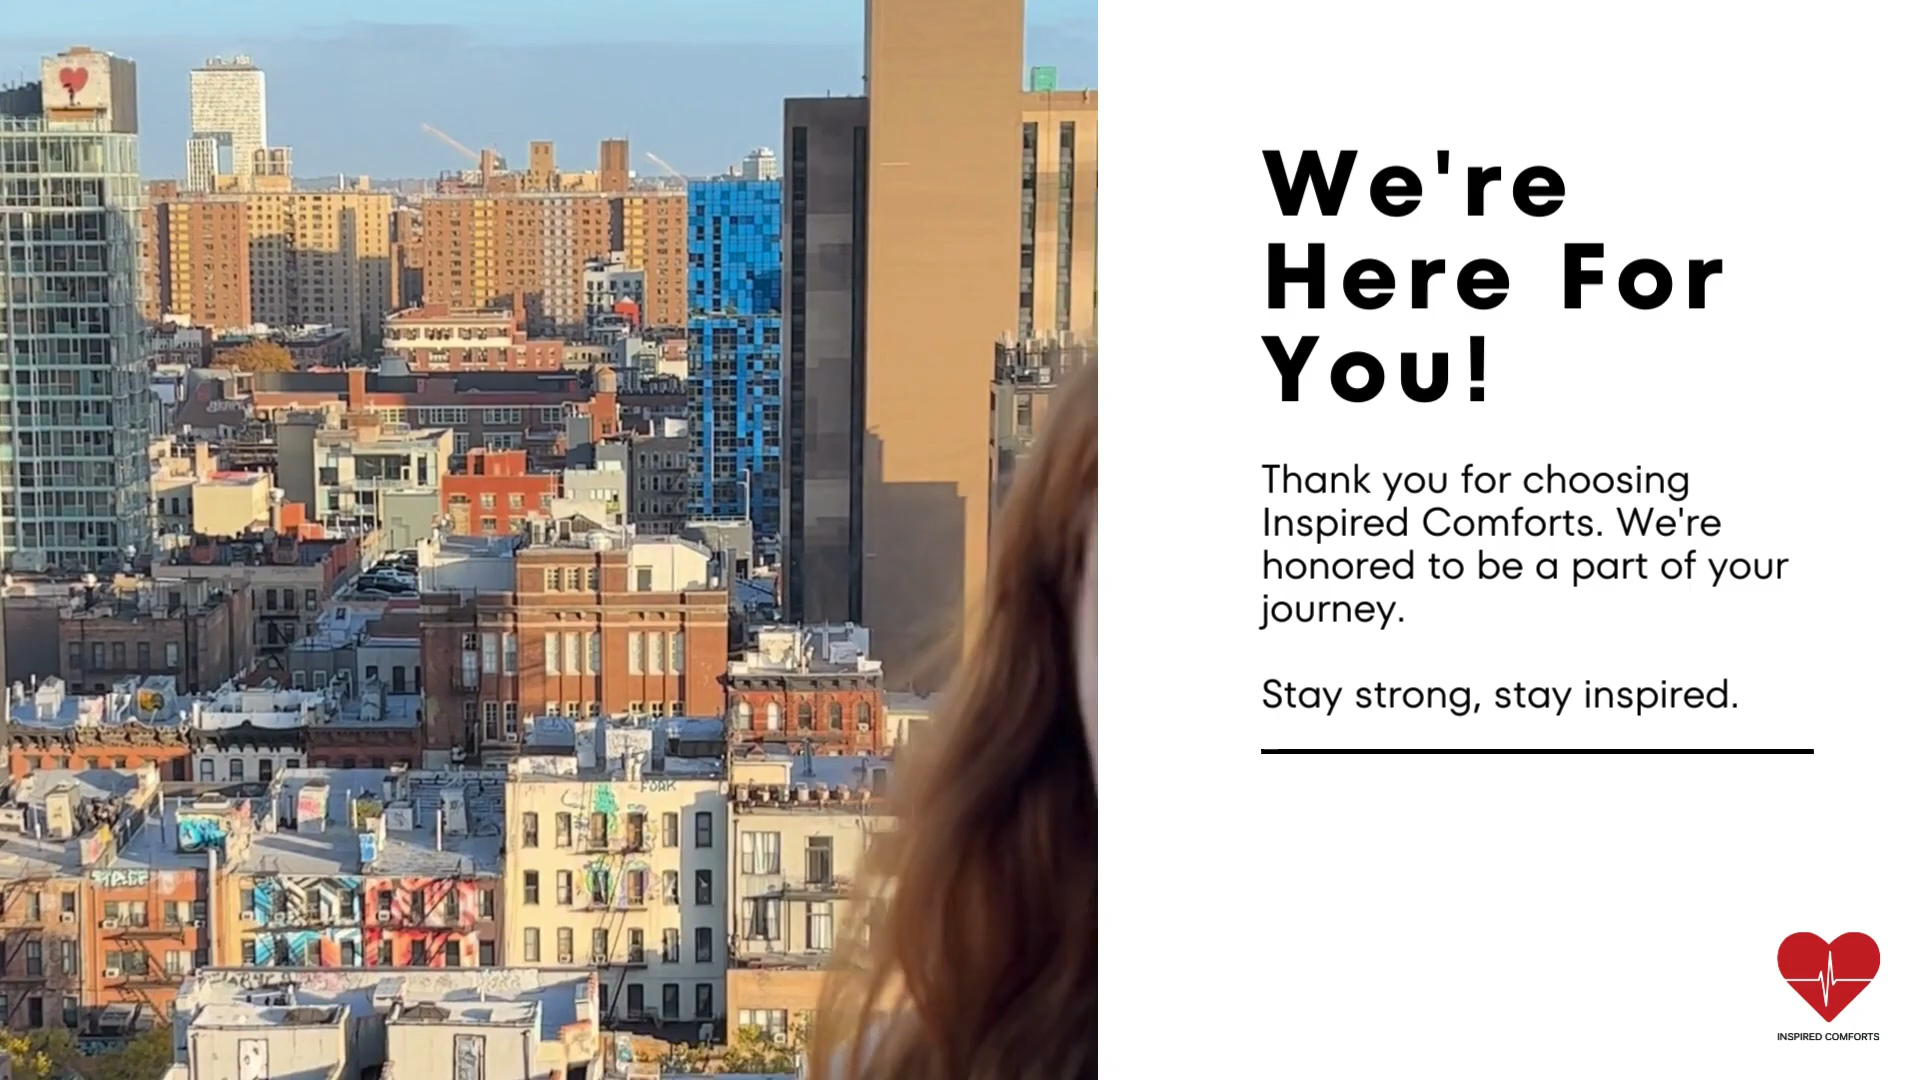 We're
Here For
You!
Thank you for choosing
Inspired Comforts. We're
honored to be a part of your
journey.
Stay strong, stay inspired.
INSPIRED COMFORTS